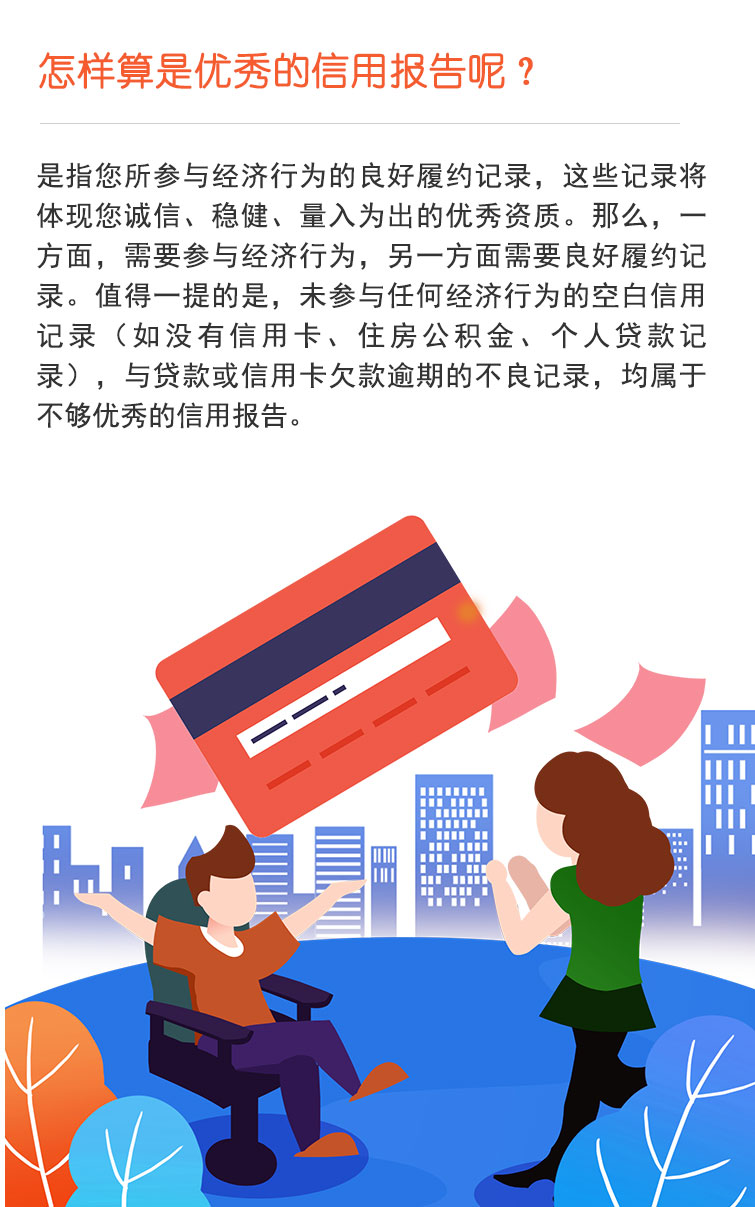 怎样算是优秀的信用报告呢？
是指您所参与经济行为的良好履约记录，这些记录将
体现您诚信、稳健、量入为出的优秀资质。那么，一
方面，需要参与经济行为，另一方面需要良好履约记
录。值得一提的是，未参与任何经济行为的空白信用
记录（如没有信用卡、住房公积金、个人贷款记
录），与贷款或信用卡欠款逾期的不良记录，均属于
不够优秀的信用报告。